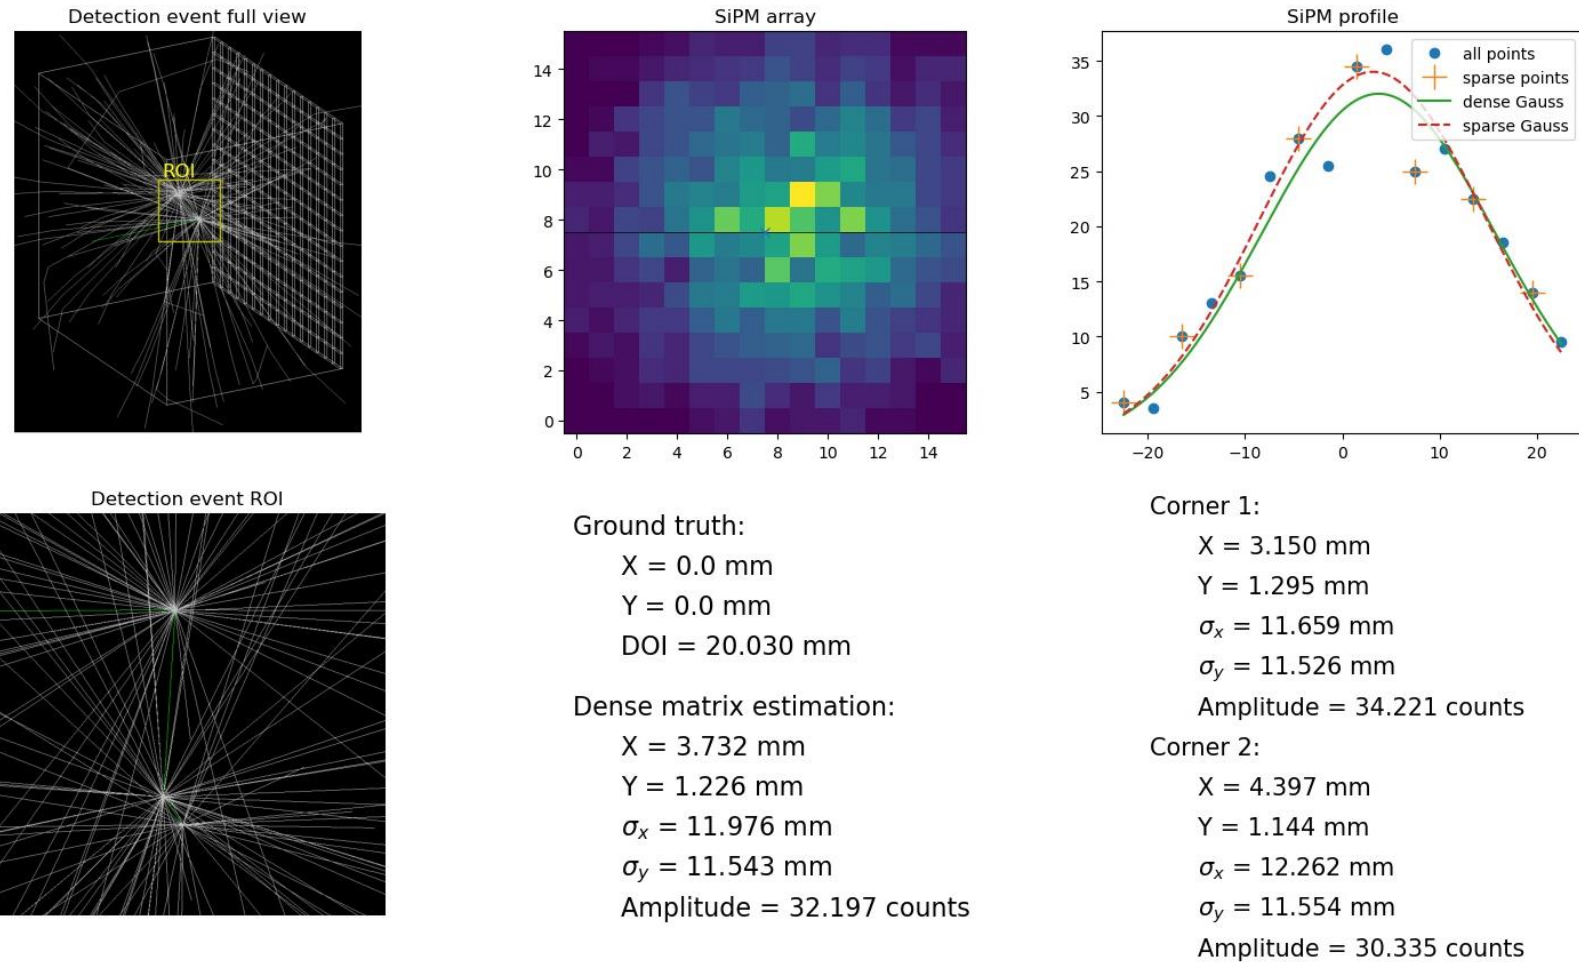 Detection event full view
ROI
SiPM array
14
12
10
8
6
4
2
0
0 2 4 6 8 10 12 14
SiPM profile
all points
sparse points
dense Gauss
sparse Gauss
35
30
25
20
15
10
5
−20 −10 0 10 20
Detection event ROI
Ground truth:
X = 0.0 mm
Y = 0.0 mm
DOI = 20.030 mm
Dense matrix estimation:
X = 3.732 mm
Y = 1.226 mm
σx = 11.976 mm
σy = 11.543 mm
Amplitude = 32.197 counts
Corner 1:
X = 3.150 mm
Y = 1.295 mm
σx = 11.659 mm
σy = 11.526 mm
Amplitude = 34.221 counts
Corner 2:
X = 4.397 mm
Y = 1.144 mm
σx = 12.262 mm
σy = 11.554 mm
Amplitude = 30.335 counts